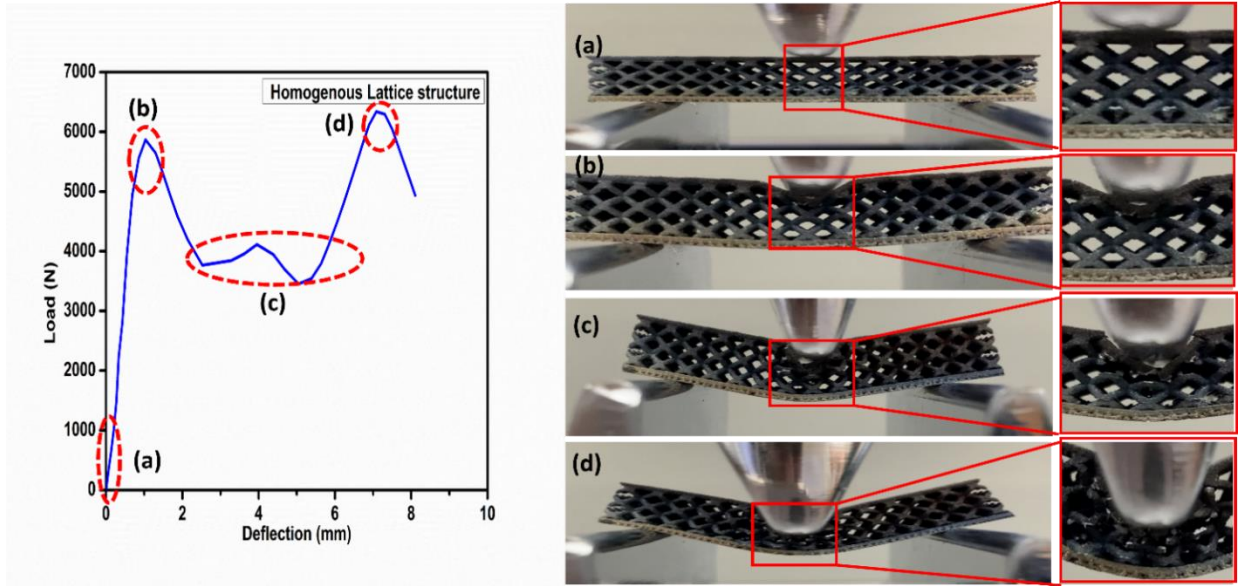 Homogenous Lattice structure
7000
6000
5000
4000
3000
2000
1000
0
Load (N)
0 2 4 6 8 10
Deflection (mm)
(a)
(b)
(c)
(d)
(a)
(b)
(c)
(d)